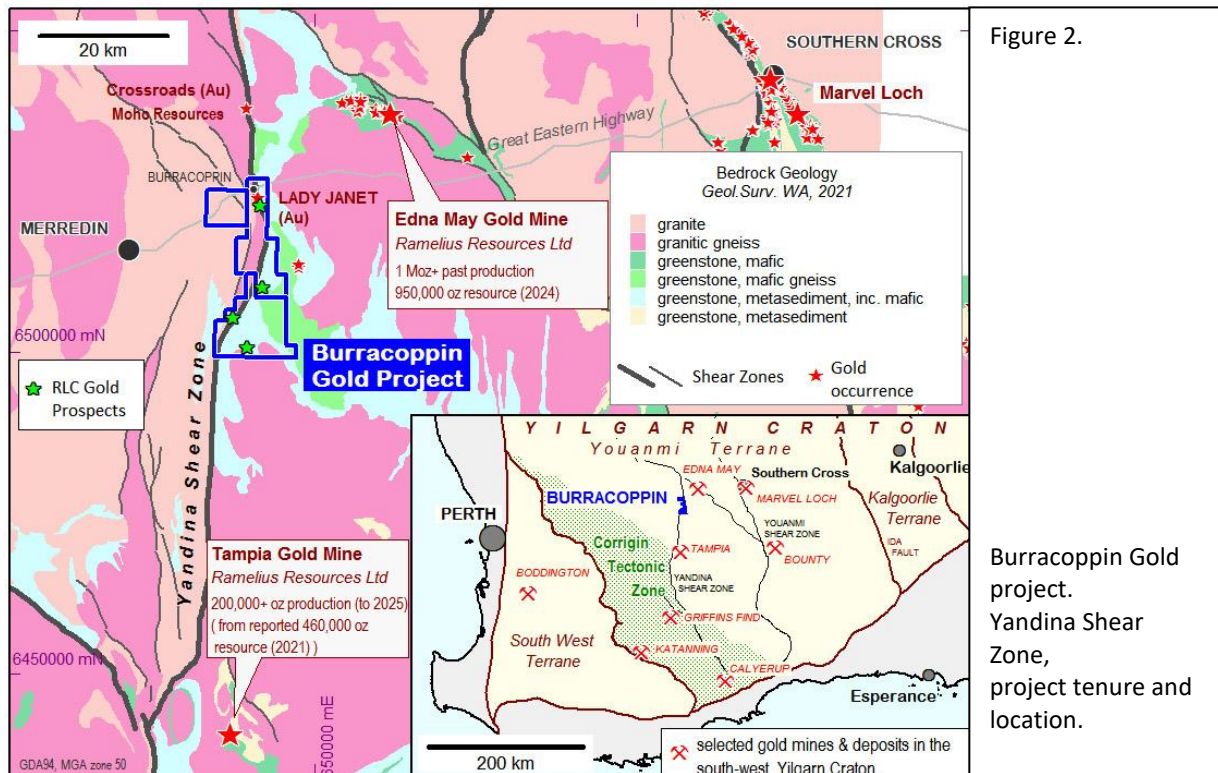 20 km
SOUTHERN CROSS
Marvel Loch
Crossroads (Au)
Moho Resources
Great Eastern Highway
BURRACOPPIN
LADY JANET
(Au)
MERREDIN
Edna May Gold Mine
Ramelius Resources Ltd
1 Moz+ past production
950,000 oz resource (2024)
Bedrock Geology
Geol.Surv. WA, 2021
granite
granitic gneiss
greenstone, mafic
greenstone, mafic gneiss
greenstone, metasediment, inc. mafic
greenstone, metasediment
Shear Zones
Gold
occurrence
6500000 mN
RLC Gold
Prospects
Burracoppin
Gold Project
Yandina Shear Zone
Tampia Gold Mine
Ramelius Resources Ltd
200,000+ oz production (to 2025)
( from reported 460,000 oz
resource (2021) )
6450000 mN
650000 mE
GDA94, MGA zone 50
YILGARN CRATON
Youanmi Terrane
EDNA MAY
Southern Cross
Kalgoorlie
BURRACOPPIN
MARVEL LOCH
Kalgoorlie
Terrane
PERTH
YOUANMI
SHEAR ZONE
IDA
FAULT
Corrigin
Tectonic
Zone
TAMPIA
BOUNTY
BODDINGTON
YANDINA
SHEAR ZONE
GRIFFINS FIND
South West
Terrane
KATANNING
CALYERUP
Esperance
200 km
selected gold mines & deposits in the
south-west Yilgarn Craton
Figure 2.
Burracoppin Gold
project.
Yandina Shear
Zone,
project tenure and
location.